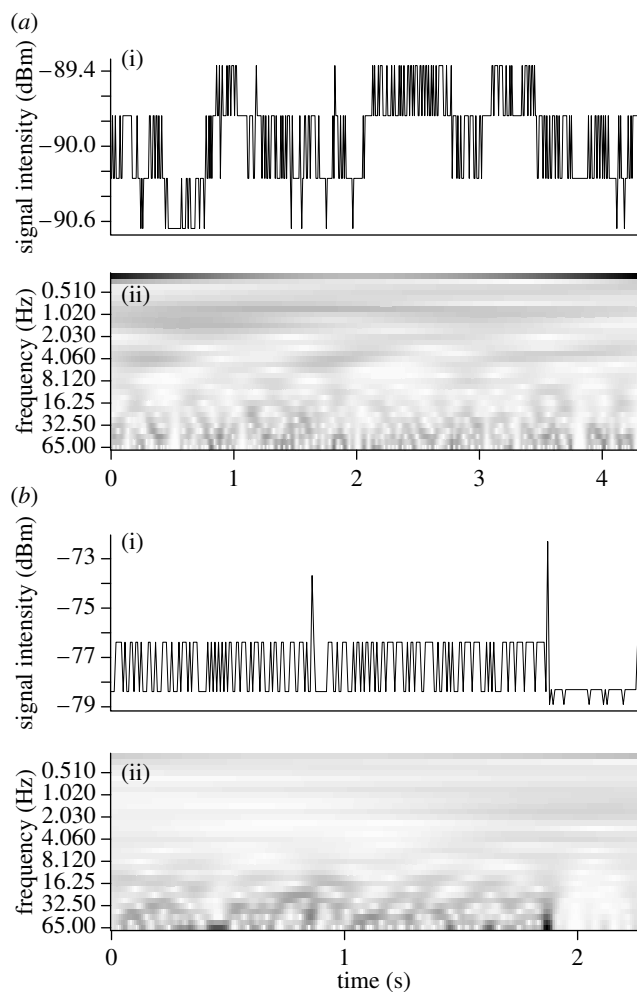 (a)
(i)
signal intensity (dBm)
−89.4
−90.0
−90.6
(ii)
frequency (Hz)
0.510
1.020
2.030
4.060
8.120
16.25
32.50
65.00
0 1 2 3 4
(b)
(i)
signal intensity (dBm)
−73
−75
−77
−79
(ii)
frequency (Hz)
0.510
1.020
2.030
4.060
8.120
16.25
32.50
65.00
0 1 2
time (s)